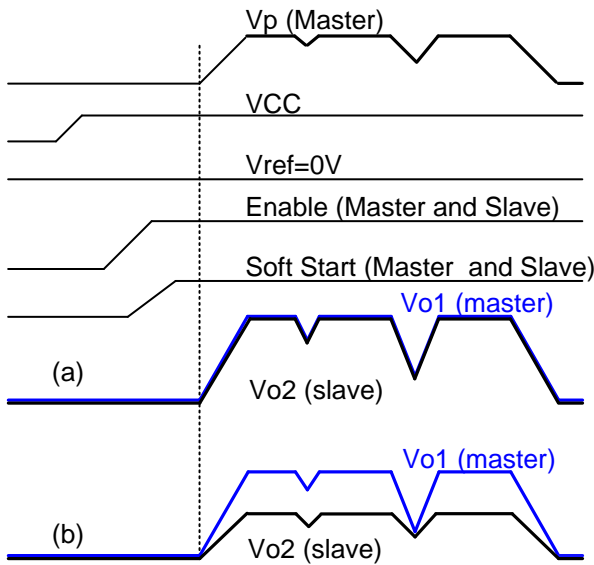 Vp (Master)
VCC
Vref=0V
Enable (Master and Slave)
Soft Start (Master and Slave)
Vo1 (master)
(a)
Vo2 (slave)
Vo1 (master)
(b)
Vo2 (slave)